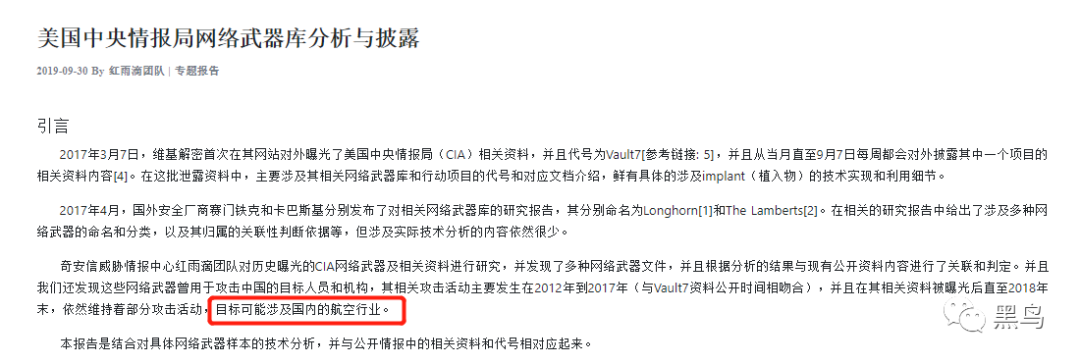 美国中央情报局网络武器库分析与披露
2019-09-30 By 红雨滴团队 | 专题报告
引言
2017年3月7日，维基解密首次在其网站对外曝光了美国中央情报局（CIA）相关资料，并且代号为Vault7[参考链接: 5]，并且从当月直至9月7日每周都会对外披露其中一个项目的
相关资料内容[4]。在这批泄露资料中，主要涉及其相关网络武器库和行动项目的代号和对应文档介绍，鲜有具体的涉及implant（植入物）的技术实现和利用细节。
2017年4月，国外安全厂商赛门铁克和卡巴斯基分别发布了对相关网络武器库的研究报告，其分别命名为Longhorn[1]和The Lamberts[2]。在相关的研究报告中给出了涉及多种网
络武器的命名和分类，以及其归属的关联性判断依据等，但涉及实际技术分析的内容依然很少。
奇安信威胁情报中心红雨滴团队对历史曝光的CIA网络武器及相关资料进行研究，并发现了多种网络武器文件，并且根据分析的结果与现有公开资料内容进行了关联和判定。并且
我们还发现这些网络武器曾用于攻击中国的目标人员和机构，其相关攻击活动主要发生在2012年到2017年（与Vault7资料公开时间相吻合），并且在其相关资料被曝光后直至2018年
末，依然维持着部分攻击活动，目标可能涉及国内的航空行业。
本报告是结合对具体网络武器样本的技术分析，并与公开情报中的相关资料和代号相对应起来。
黑鸟